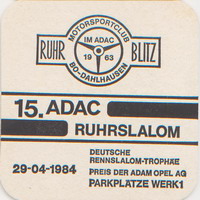 MOTORSPORTCLUB
RUHR IM ADAC BLITZ
19 63
BO-DAHLHAUSEN
15. ADAC
RUHRSLALOM
DEUTSCHE
RENNSLALOM-TROPHÄE
29-04-1984 PREIS DER ADAM OPEL AG
PARKPLÄTZE WERK1